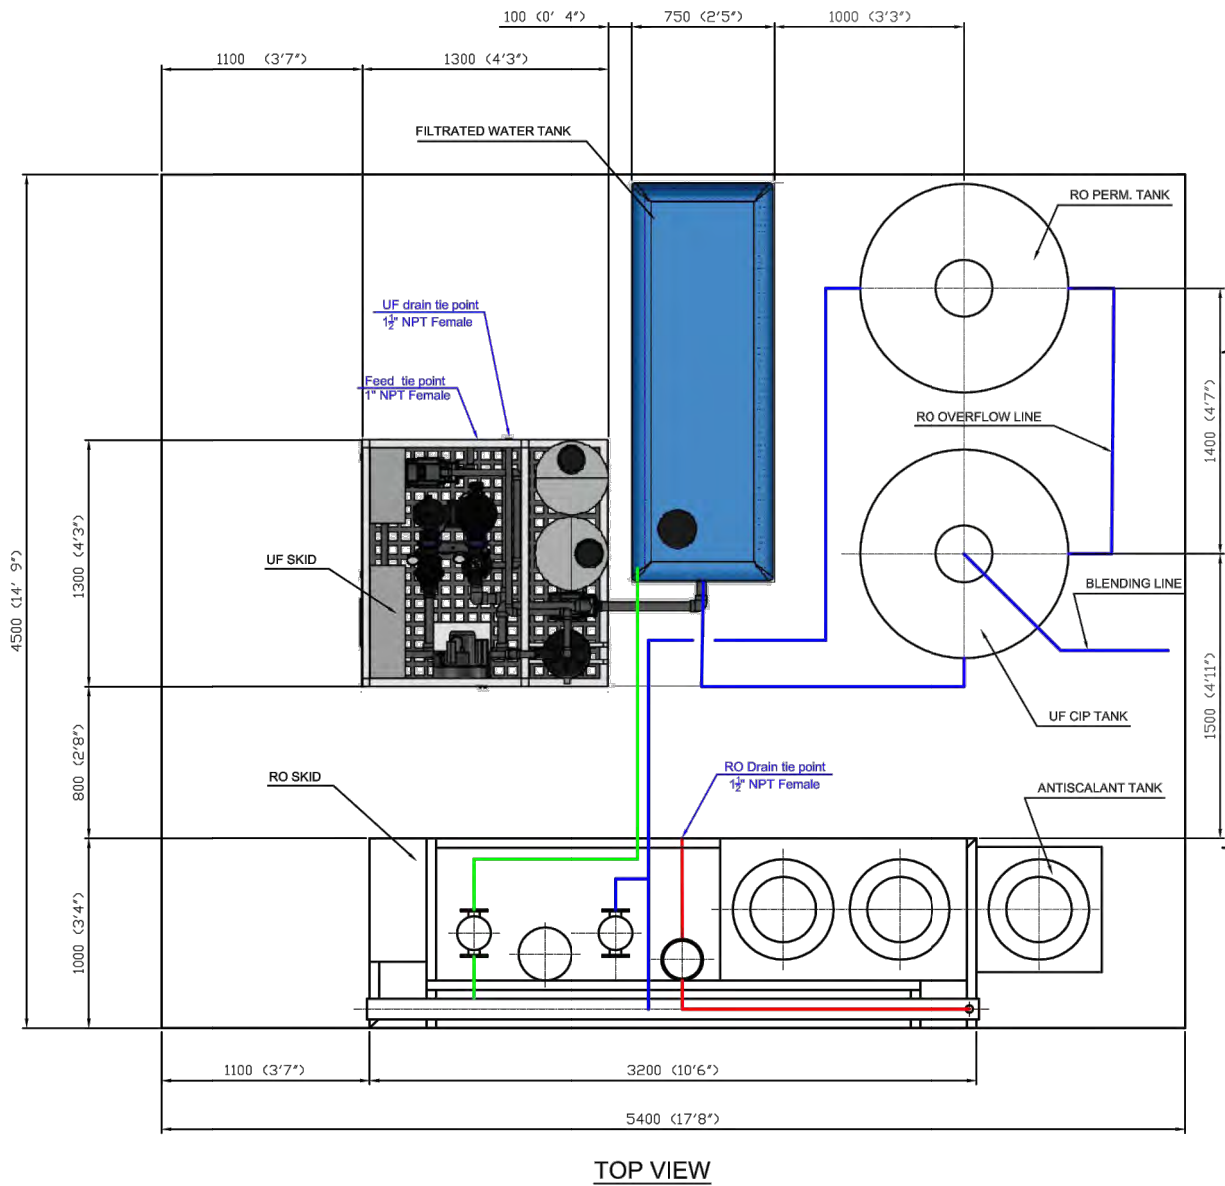 100 (0' 4")
750 (2'5")
1000 (3'3")
1100 (3'7")
1300 (4'3")
FILTRATED WATER TANK
RO PERM. TANK
UF drain tie point
1½" NPT Female
Feed tie point
1" NPT Female
RO OVERFLOW LINE
1400 (4'7")
1300 (4'3")
UF SKID
BLENDING LINE
4500 (14' 9")
1500 (4'11")
UF CIP TANK
800 (2'8")
RO SKID
RO Drain tie point
1½" NPT Female
ANTISCALANT TANK
1000 (3'4")
1100 (3'7")
3200 (10'6")
5400 (17'8")
TOP VIEW